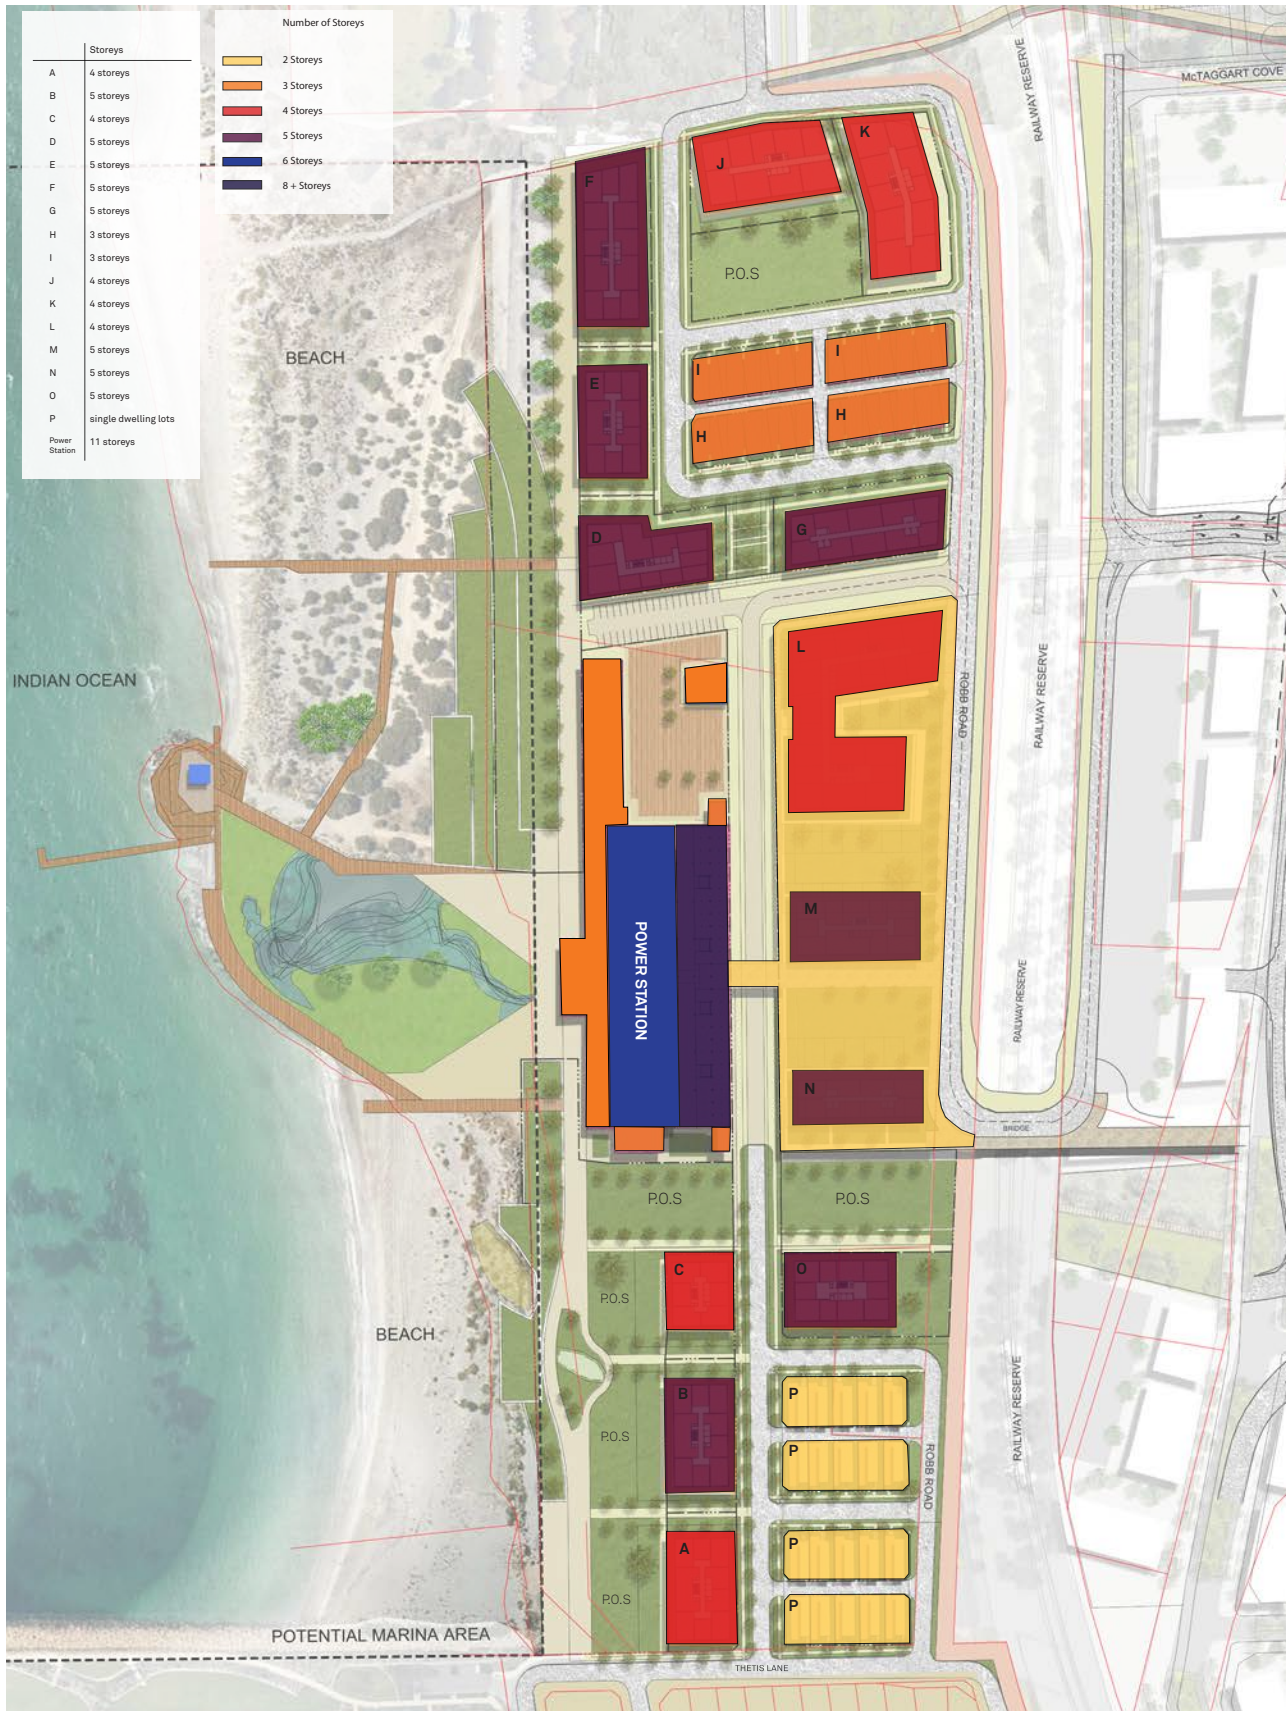 Storeys
A 4 storeys
B 5 storeys
C 4 storeys
D 5 storeys
E 5 storeys
F 5 storeys
G 5 storeys
H 3 storeys
I 3 storeys
J 4 storeys
K 4 storeys
L 4 storeys
M 5 storeys
N 5 storeys
O 5 storeys
P single dwelling lots
Power
Station 11 storeys
Number of Storeys
2 Storeys
3 Storeys
4 Storeys
5 Storeys
6 Storeys
8 + Storeys
RAILWAY RESERVE
McTAGGART COVE
K
J
F
P.O.S
BEACH
I
I
E
H
H
G
D
L
INDIAN OCEAN
ROBB ROAD
RAILWAY RESERVE
M
POWER STATION
RAILWAY RESERVE
N
BRIDGE
P.O.S
P.O.S
C
O
P.O.S
BEACH
B
P
RAILWAY RESERVE
P.O.S
P
ROBB ROAD
A
P
P.O.S
P
POTENTIAL MARINA AREA
THETIS LANE